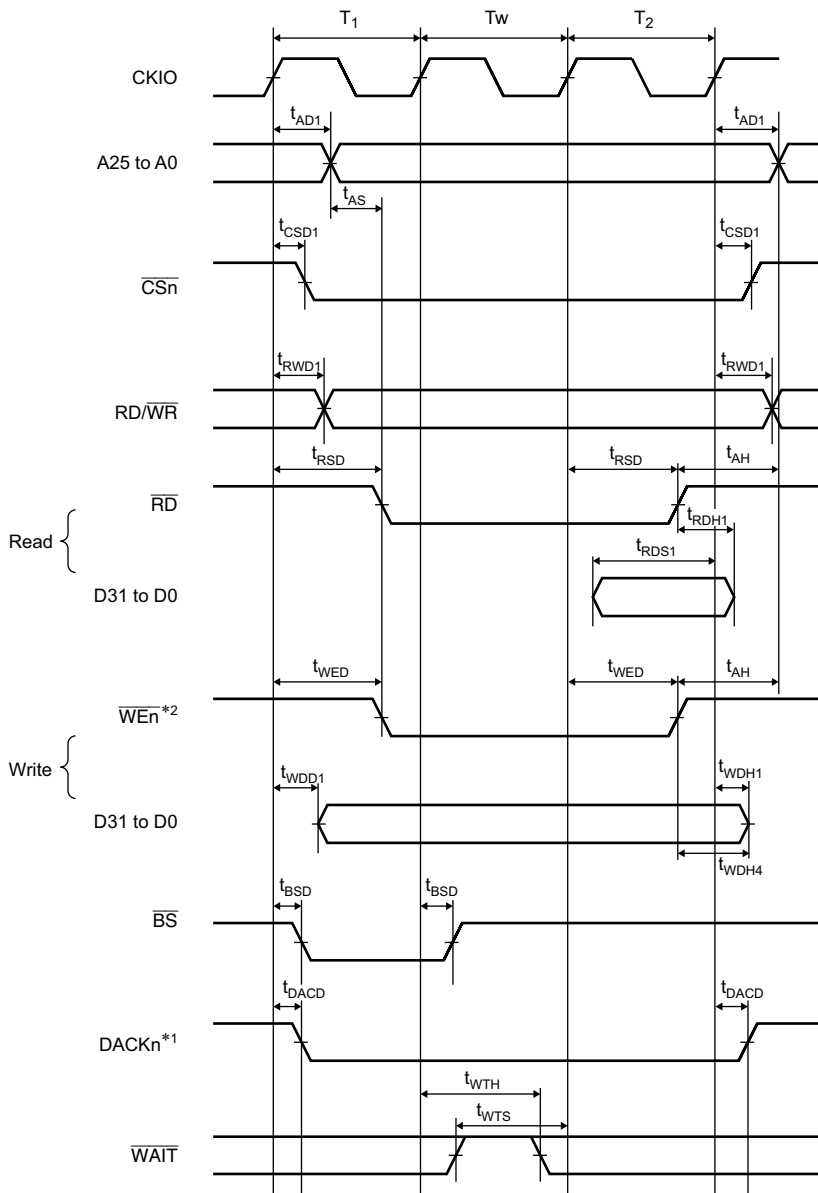 T1 Tw T2
CKIO
tAD1 tAD1
A25 to A0
tAS
tCSD1 tCSD1
CSn
tRWD1 tRWD1
RD/WR
tRSD tRSD tAH
RD
tRDH1
Read
tRDS1
D31 to D0
tWED tWED tAH
WEn*2
Write
tWDD1 tWDH1
D31 to D0
tWDH4
tBSD tBSD
BS
tDACD tDACD
DACKn*1
tWTH
tWTS
WAIT